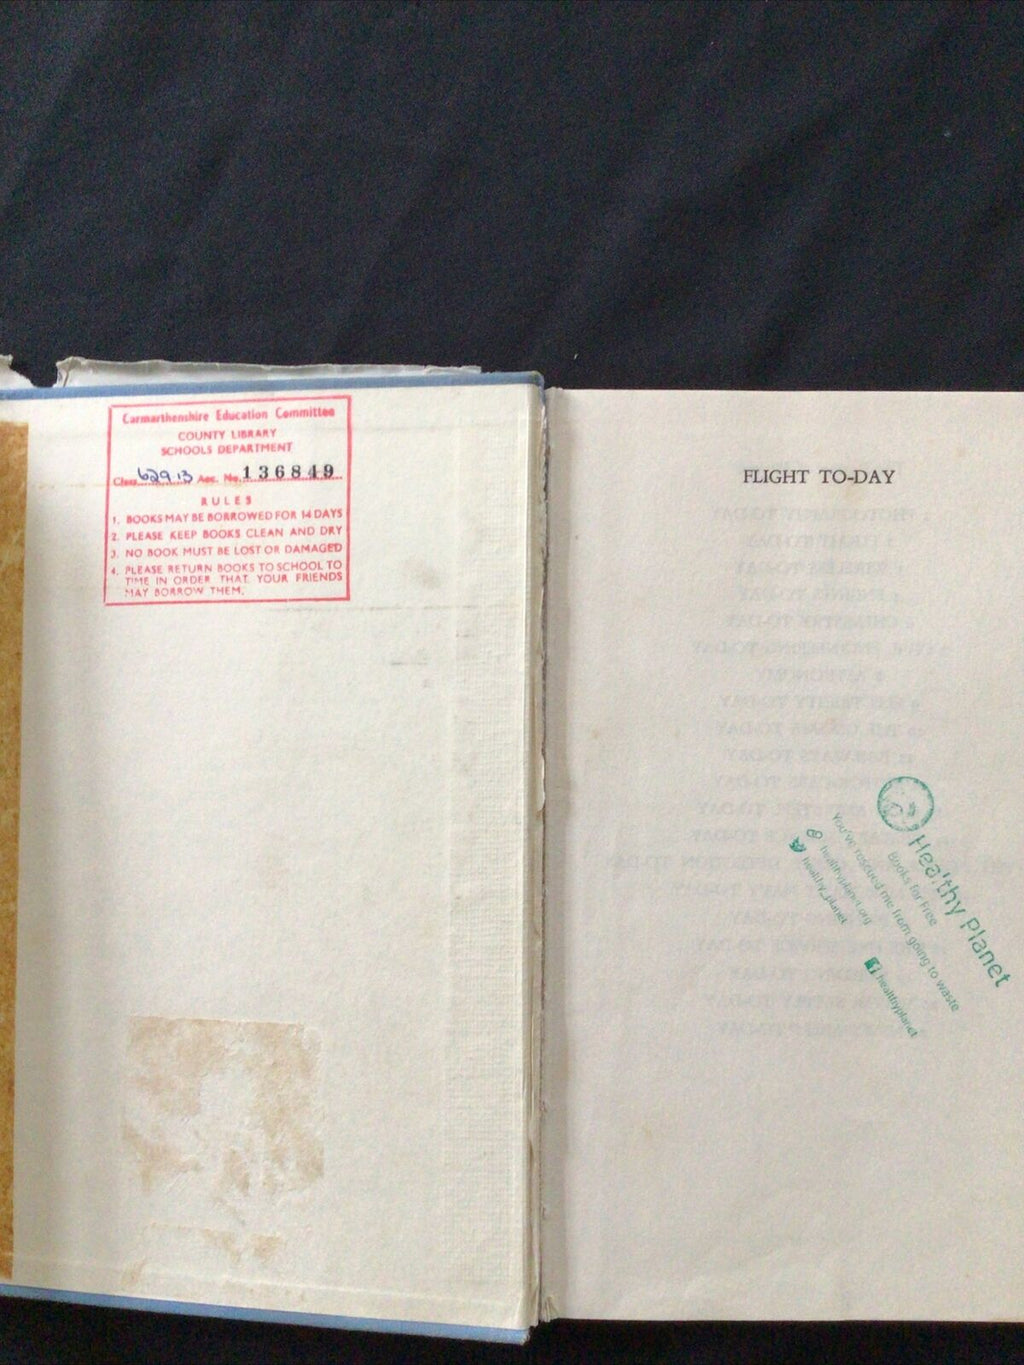 Carmarthenshire Education Committee
COUNTY LIBRARY
SCHOOLS DEPARTMENT
Class 629.13 Acc. No. 136849
RULES
1. BOOKS MAY BE BORROWED FOR 14 DAYS
2. PLEASE KEEP BOOKS CLEAN AND DRY
3. NO BOOK MUST BE LOST OR DAMAGED
4. PLEASE RETURN BOOKS TO SCHOOL TO
TIME IN ORDER THAT YOUR FRIENDS
MAY BORROW THEM.
FLIGHT TO-DAY
Healthy Planet
Books for Free
You've rescued me from going to waste
healthyplanet.org
healthy_planet
healthyplanet